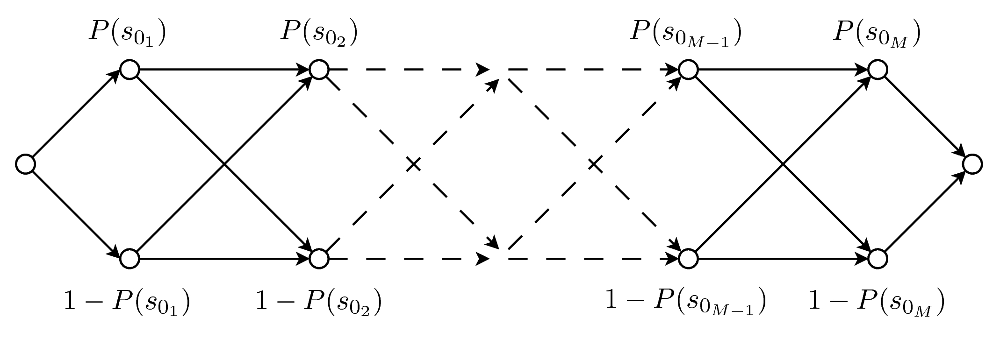 P(s_{0_1}) P(s_{0_2}) P(s_{0_{M-1}}) P(s_{0_M})
1 − P(s_{0_1}) 1 − P(s_{0_2}) 1 − P(s_{0_{M-1}}) 1 − P(s_{0_M})